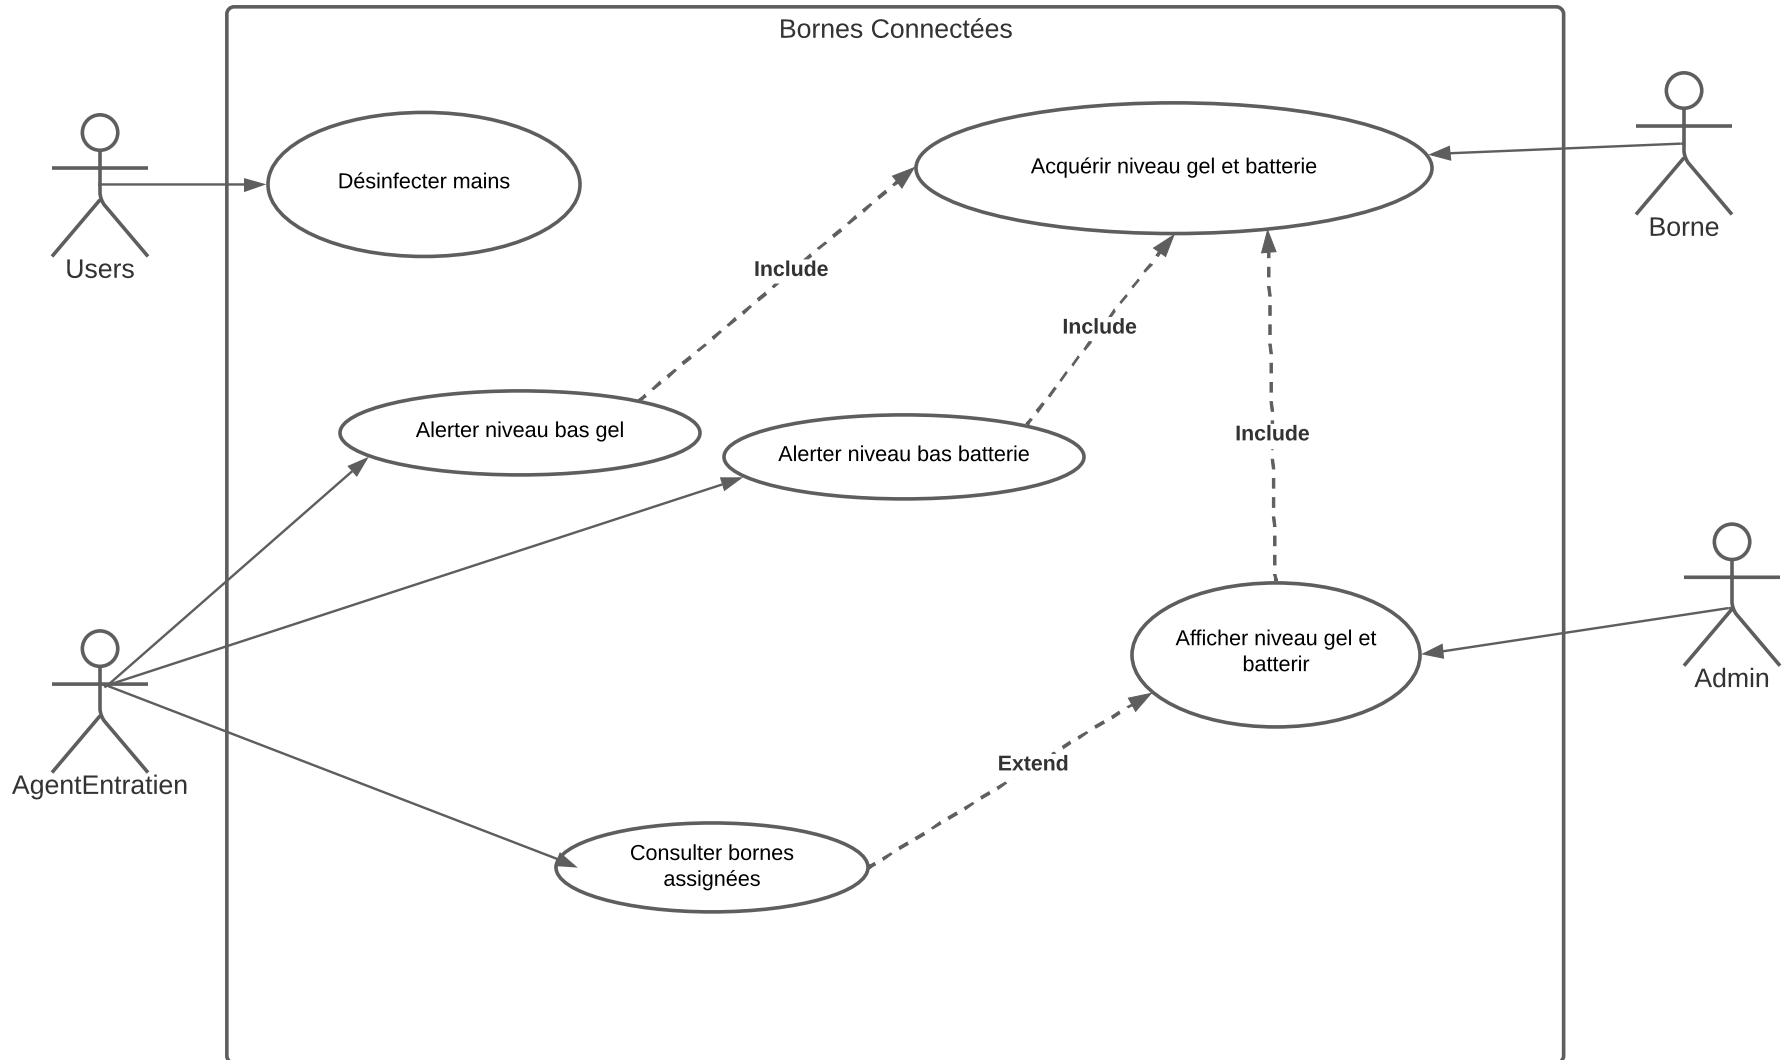 Bornes Connectées
Désinfecter mains
Acquérir niveau gel et batterie
Users
Borne
Include
Include
Alerter niveau bas gel
Include
Alerter niveau bas batterie
Afficher niveau gel et
batterir
Admin
AgentEntratien
Extend
Consulter bornes
assignées